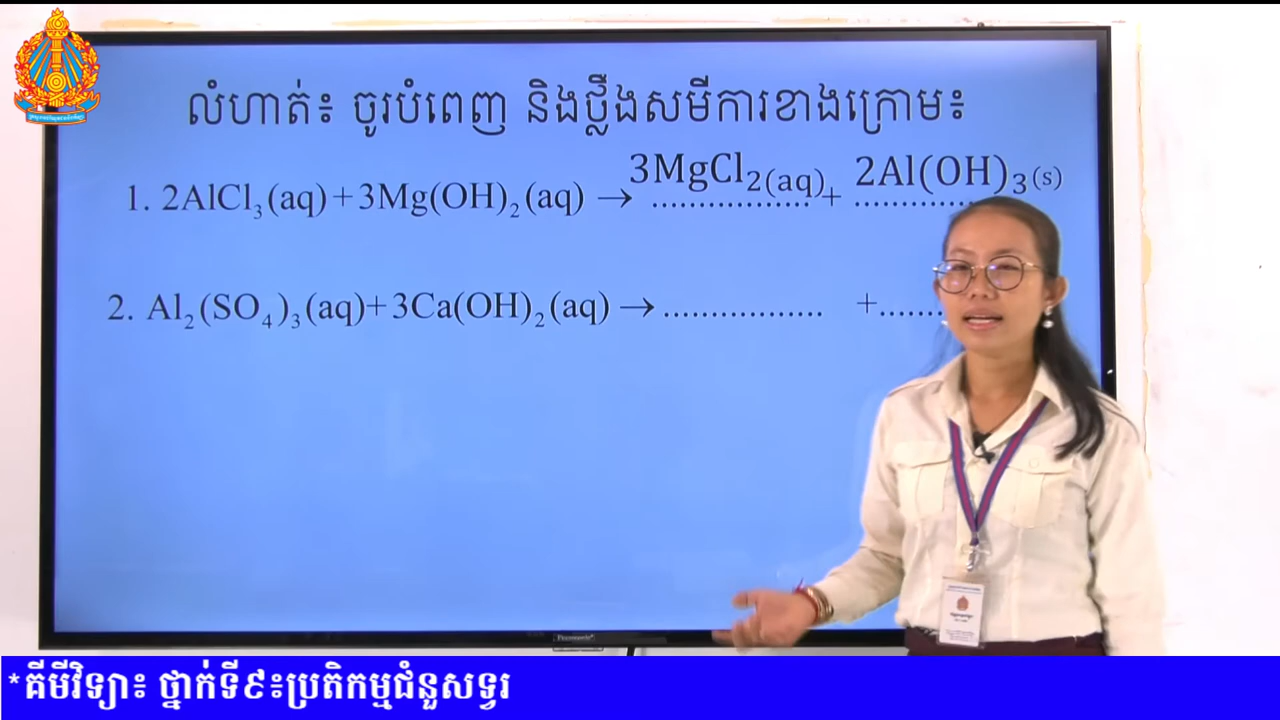 លំហាត់៖ ចូរបំពេញ និងថ្លឹងសមីការខាងក្រោម៖
1. 2AlCl₃(aq)+3Mg(OH)₂(aq) → 3MgCl₂(aq) + 2Al(OH)₃(s)
2. Al₂(SO₄)₃(aq)+3Ca(OH)₂(aq) → ................. +.......
*គីមីវិទ្យា៖ ថ្នាក់ទី៩៖ប្រតិកម្មជំនួសទ្វរ